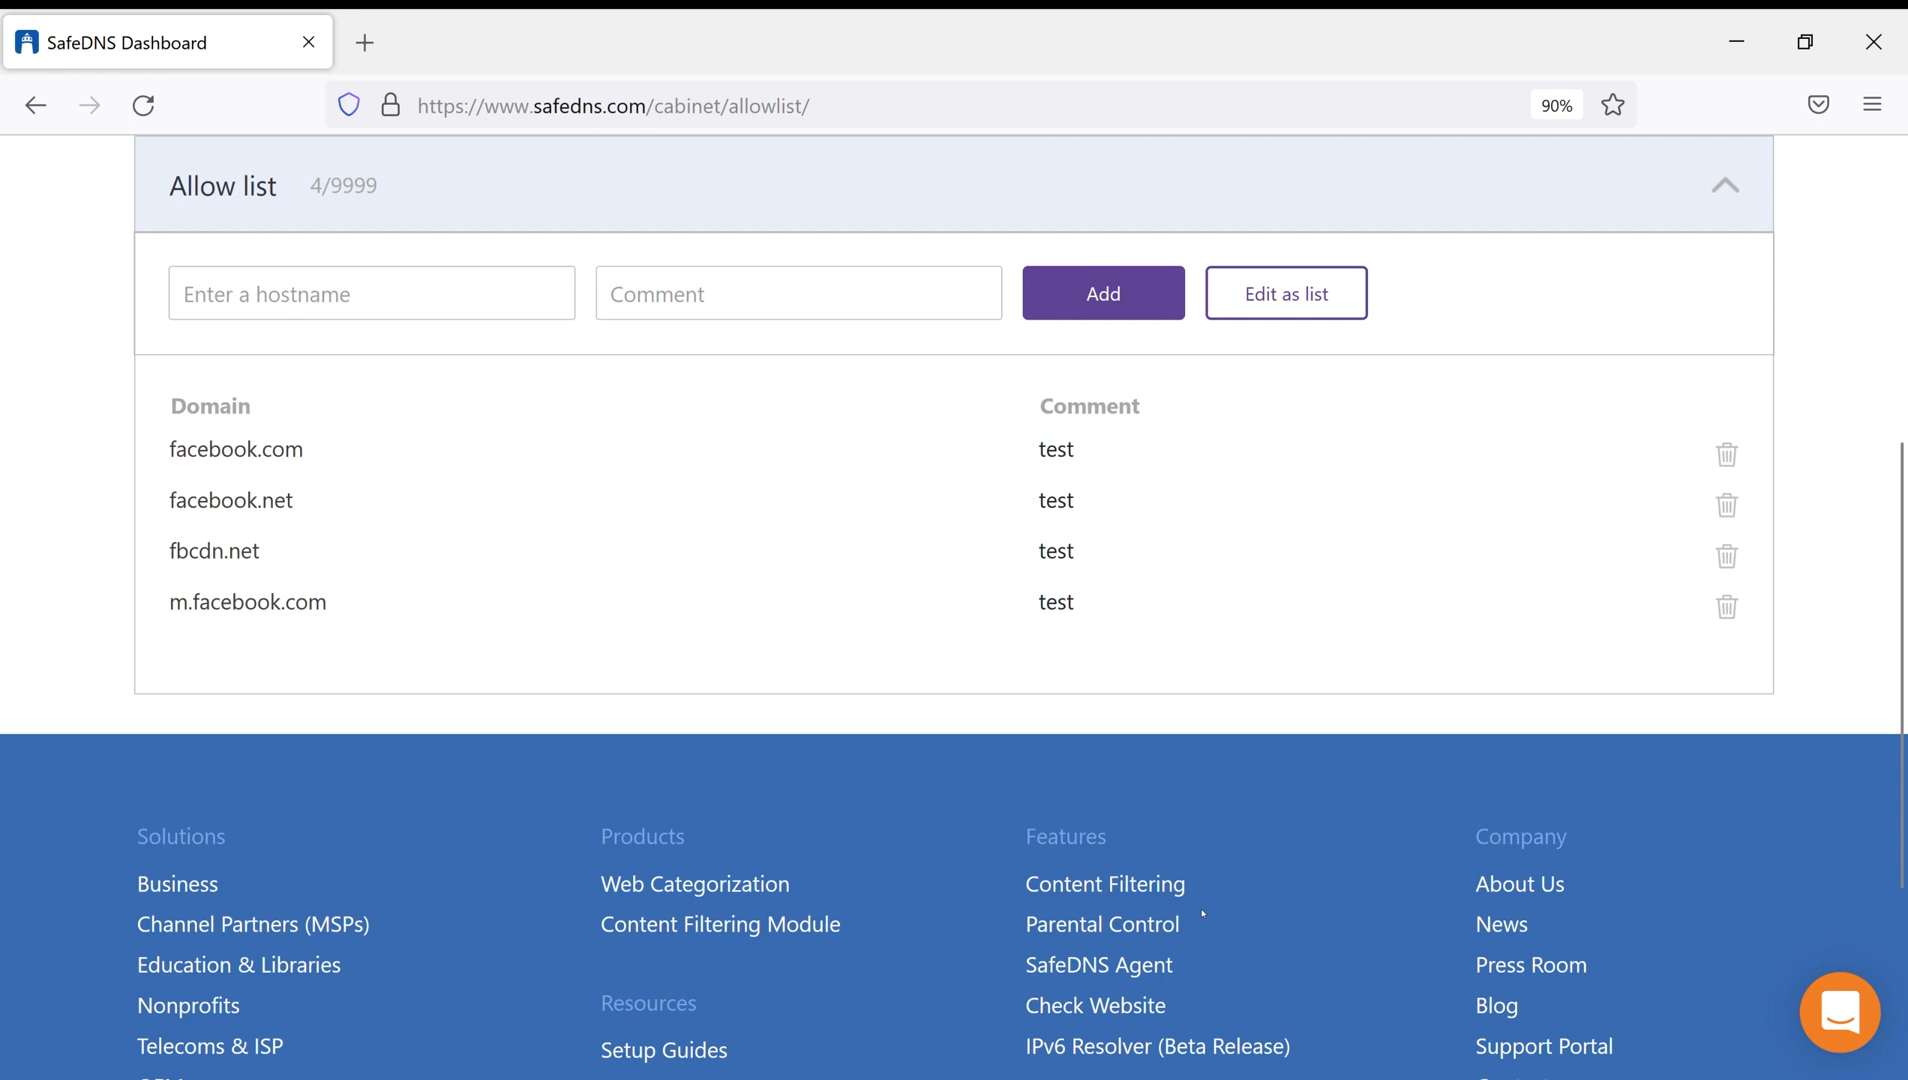 SafeDNS Dashboard
https://www.safedns.com/cabinet/allowlist/
90%
Allow list 4/9999
Enter a hostname Comment Add Edit as list
Domain Comment
facebook.com test
facebook.net test
fbcdn.net test
m.facebook.com test
Solutions
Business
Channel Partners (MSPs)
Education & Libraries
Nonprofits
Telecoms & ISP
Products
Web Categorization
Content Filtering Module
Resources
Setup Guides
Features
Content Filtering
Parental Control
SafeDNS Agent
Check Website
IPv6 Resolver (Beta Release)
Company
About Us
News
Press Room
Blog
Support Portal